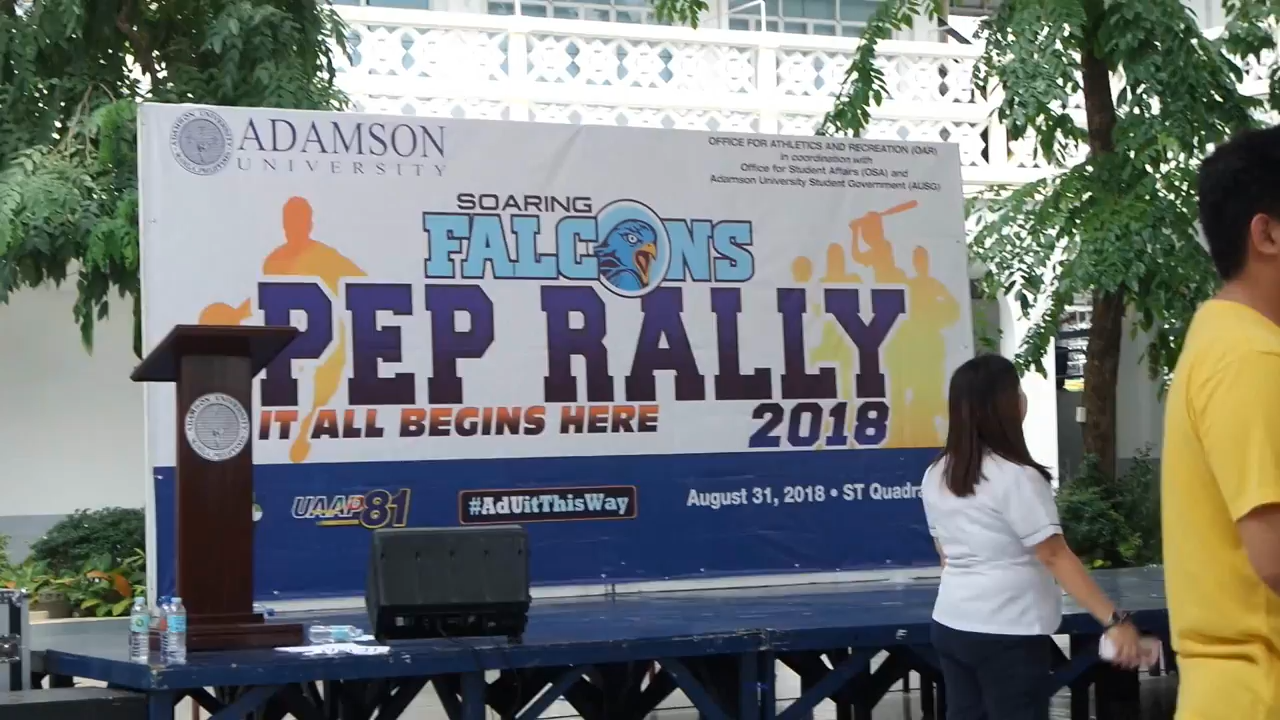 ADAMSON
UNIVERSITY
OFFICE FOR ATHLETICS AND RECREATION (OAR)
in coordination with
Office for Student Affairs (OSA) and
Adamson University Student Government (AUSG)
SOARING
FALCONS
PEP RALLY
IT ALL BEGINS HERE
2018
UAAP81
#AdUitThisWay
August 31, 2018 • ST Quadra
ADAMSON UNIVERSITY